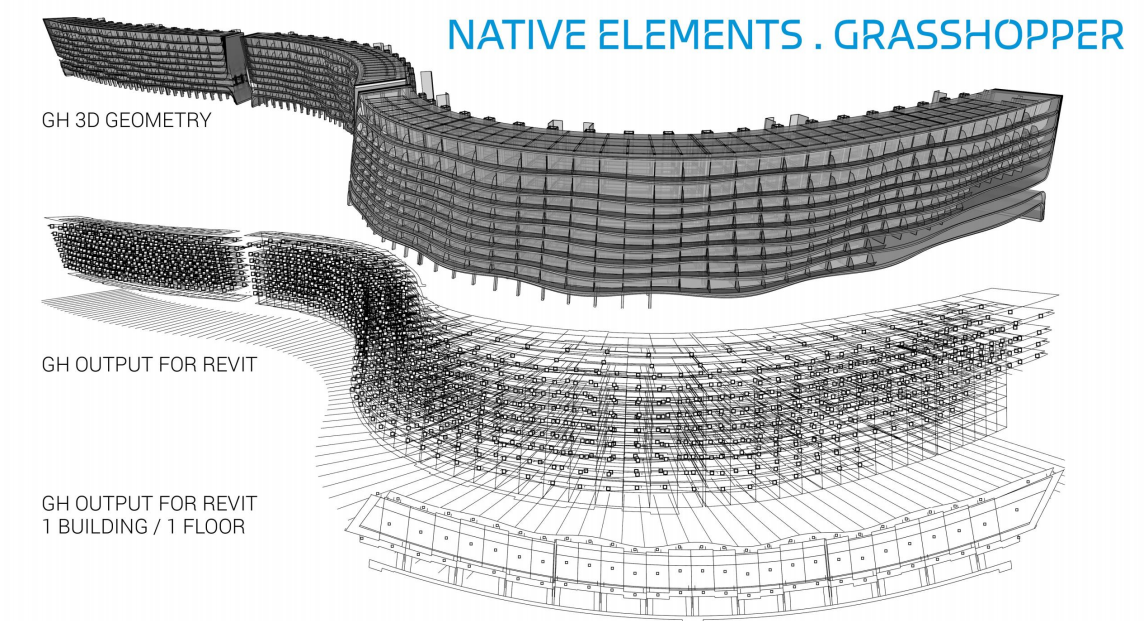 NATIVE ELEMENTS . GRASSHOPPER
GH 3D GEOMETRY
GH OUTPUT FOR REVIT
GH OUTPUT FOR REVIT
1 BUILDING / 1 FLOOR